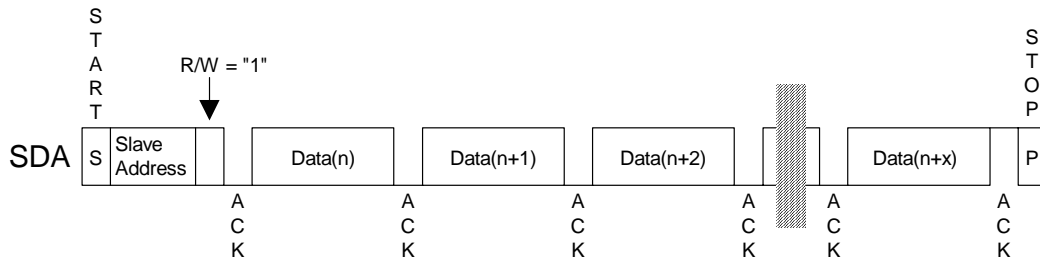 START
STOP
R/W = "1"
SDA
S
Slave
Address
Data(n)
Data(n+1)
Data(n+2)
Data(n+x)
P
ACK
ACK
ACK
ACK
ACK
ACK